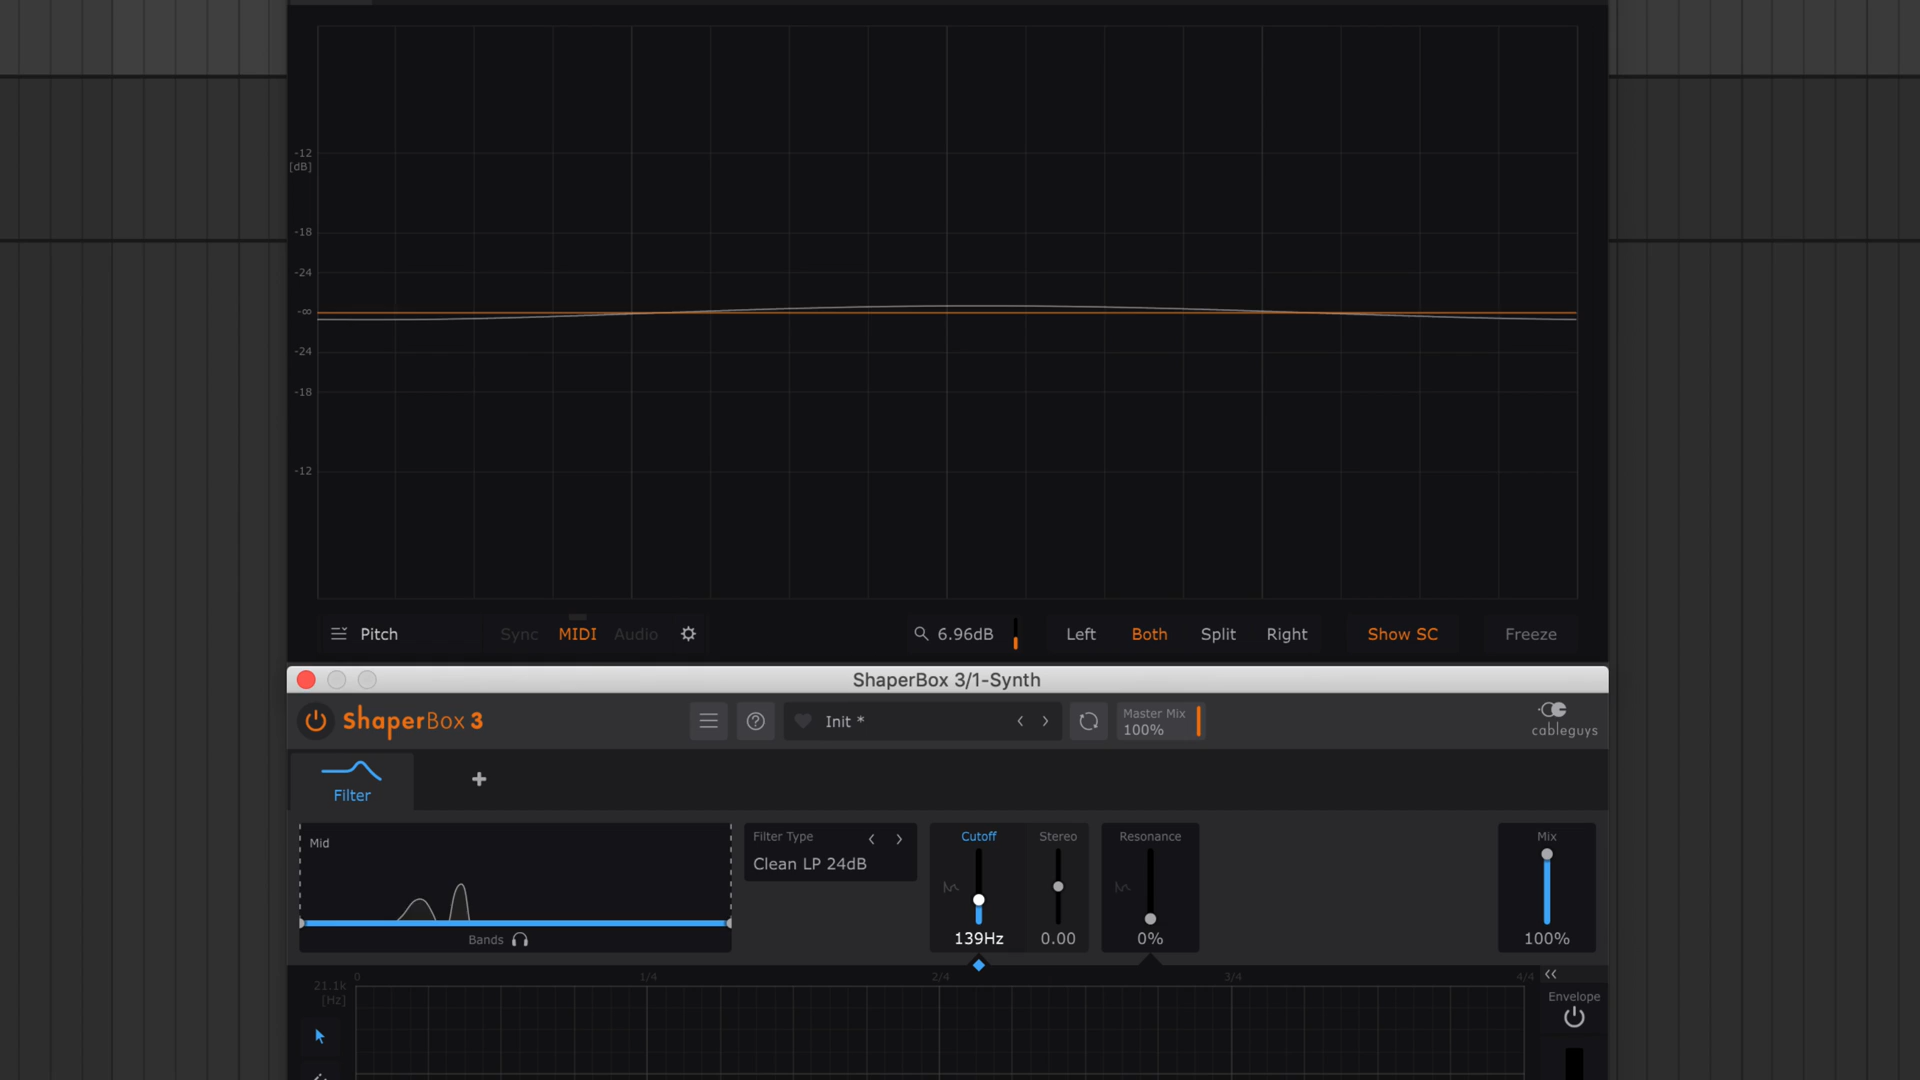 -12
[dB]
-18
-24
-∞
-24
-18
-12
Pitch Sync MIDI Audio 6.96dB Left Both Split Right Show SC Freeze
ShaperBox 3/1-Synth
ShaperBox 3 Init * Master Mix 100% cableguys
Filter +
Mid
Bands
Filter Type
Clean LP 24dB
Cutoff Stereo Resonance Mix
139Hz 0.00 0% 100%
0 1/4 2/4 3/4 4/4
21.1k
[Hz]
Envelope